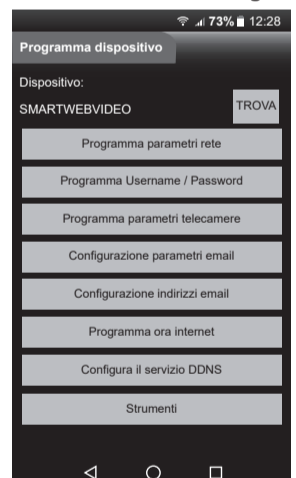 73% 12:28
Programma dispositivo
Dispositivo:
SMARTWEBVIDEO
TROVA
Programma parametri rete
Programma Username / Password
Programma parametri telecamere
Configurazione parametri email
Configurazione indirizzi email
Programma ora internet
Configura il servizio DDNS
Strumenti